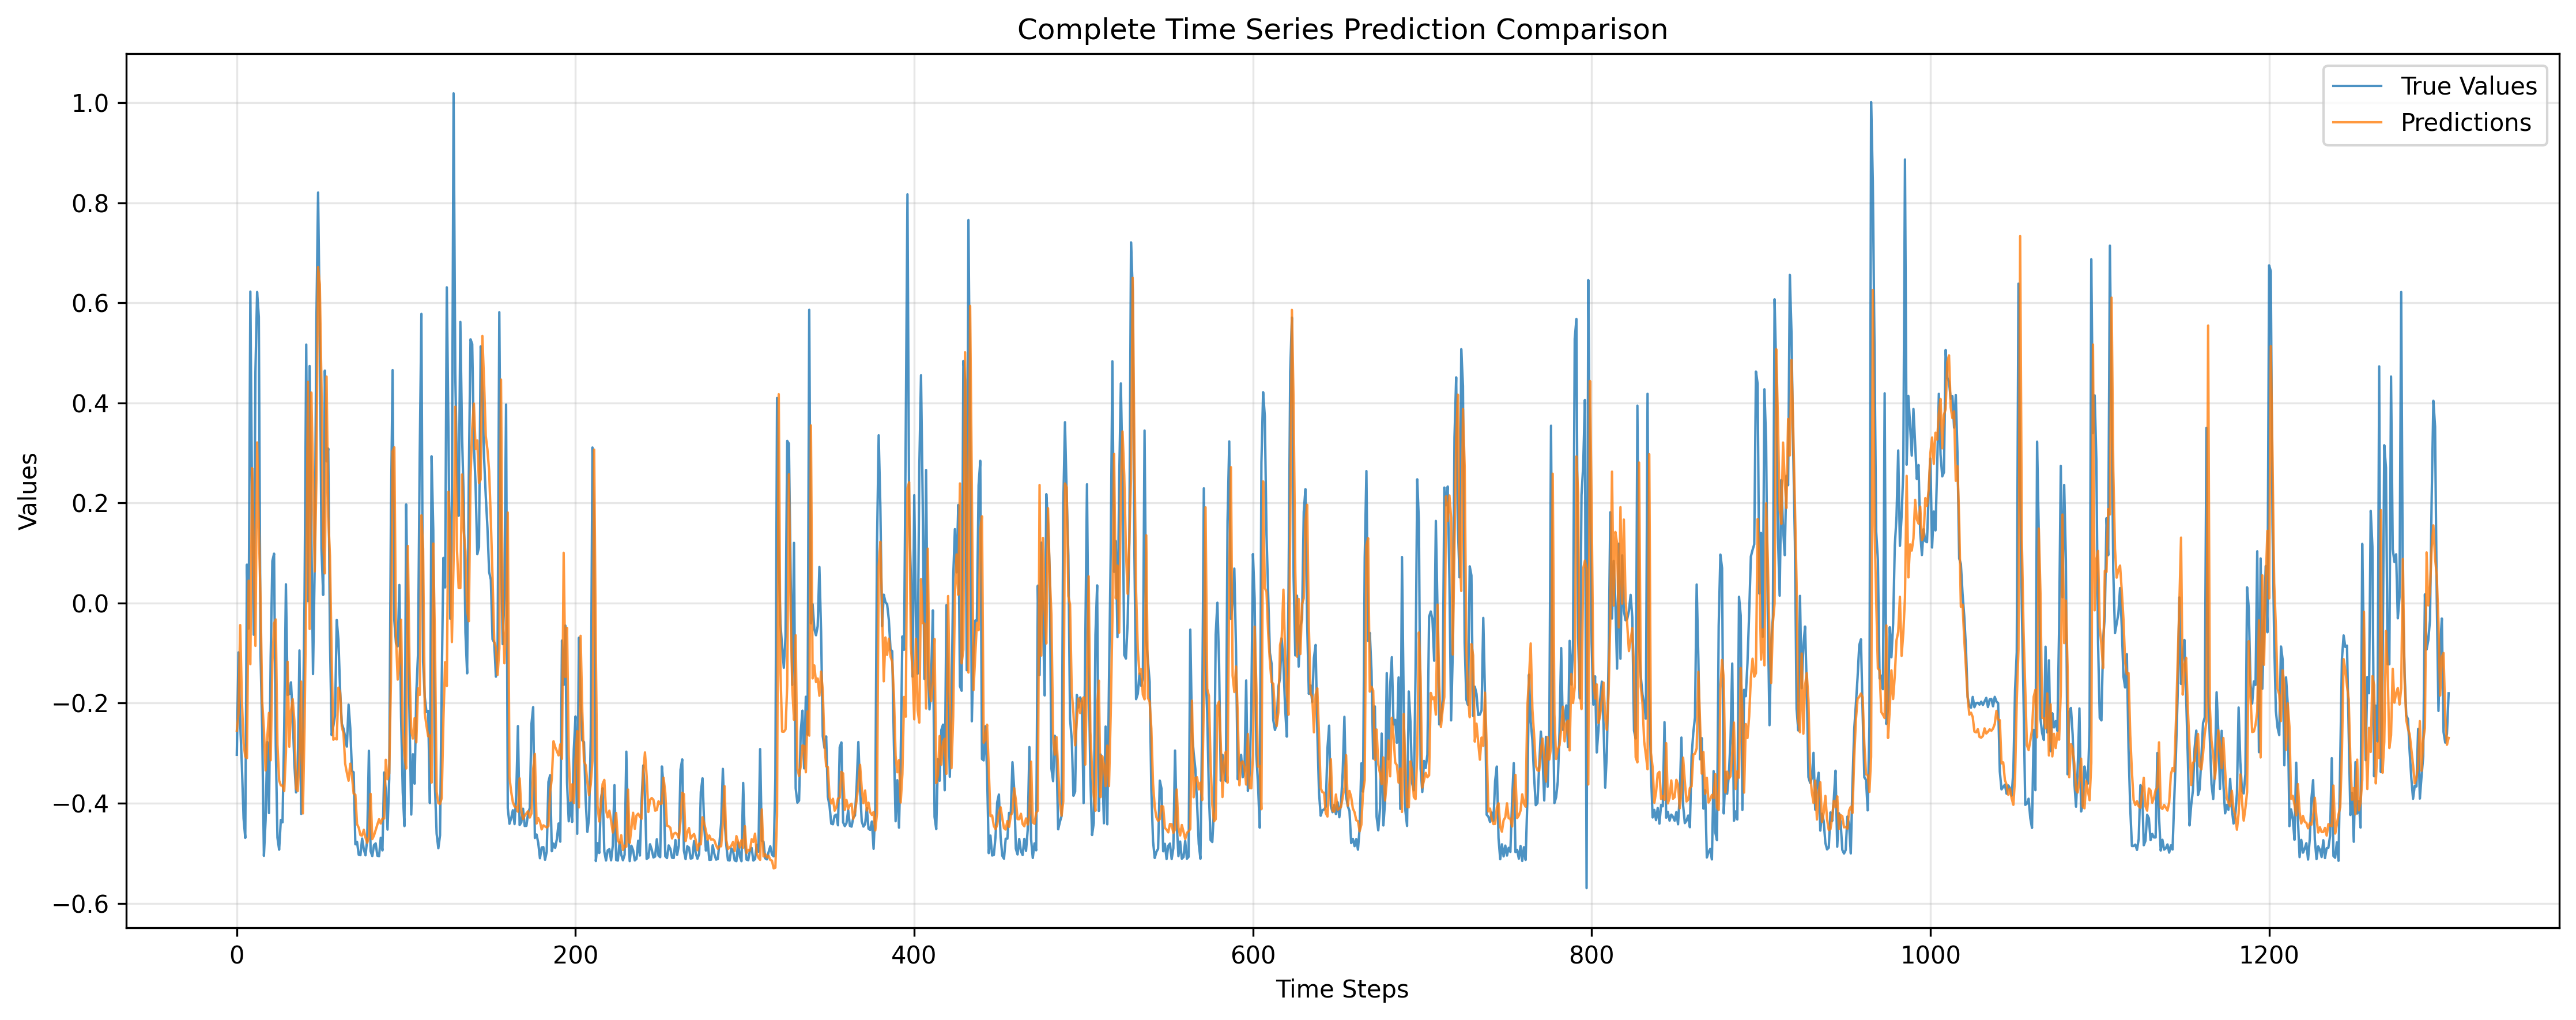 Complete Time Series Prediction Comparison
True Values
Predictions
Values
1.0
0.8
0.6
0.4
0.2
0.0
−0.2
−0.4
−0.6
0 200 400 600 800 1000 1200
Time Steps